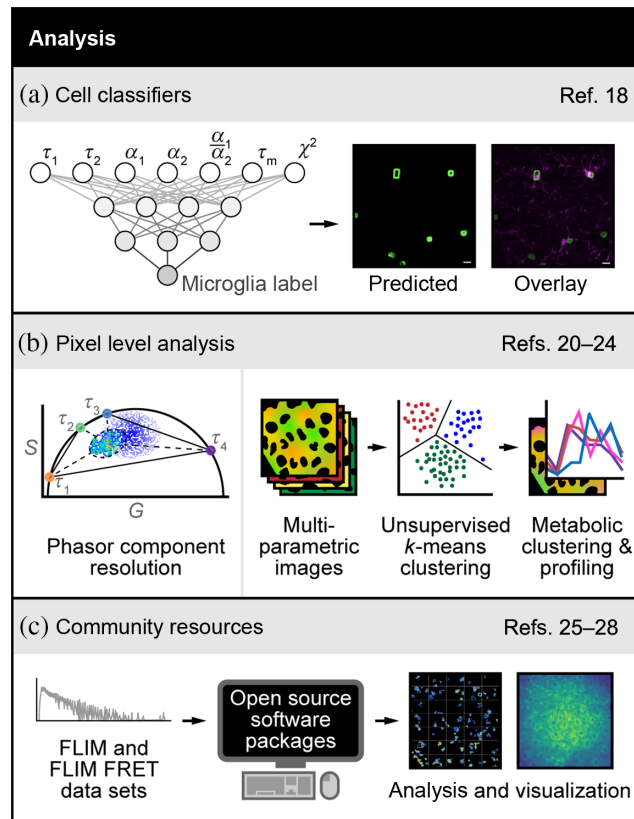 Analysis
(a) Cell classifiers
Ref. 18
τ1 τ2 α1 α2 α1/α2 τm χ2
Microglia label
Predicted
Overlay
(b) Pixel level analysis
Refs. 20–24
S
τ1
τ2
τ3
τ4
G
Phasor component
resolution
Multi-
parametric
images
Unsupervised
k-means
clustering
Metabolic
clustering &
profiling
(c) Community resources
Refs. 25–28
FLIM and
FLIM FRET
data sets
Open source
software
packages
Analysis and visualization